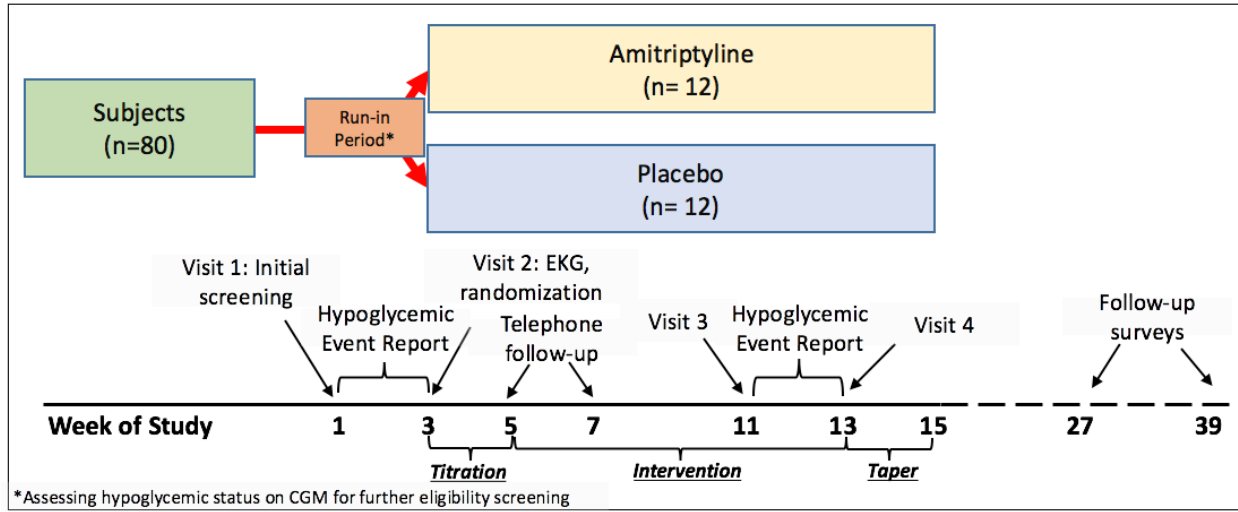 Amitriptyline
(n= 12)
Subjects
(n=80)
Run-in
Period*
Placebo
(n= 12)
Visit 1: Initial
screening
Hypoglycemic
Event Report
Visit 2: EKG,
randomization
Telephone
follow-up
Visit 3
Hypoglycemic
Event Report
Visit 4
Follow-up
surveys
Week of Study 1 3 5 7 11 13 15 27 39
Titration Intervention Taper
*Assessing hypoglycemic status on CGM for further eligibility screening